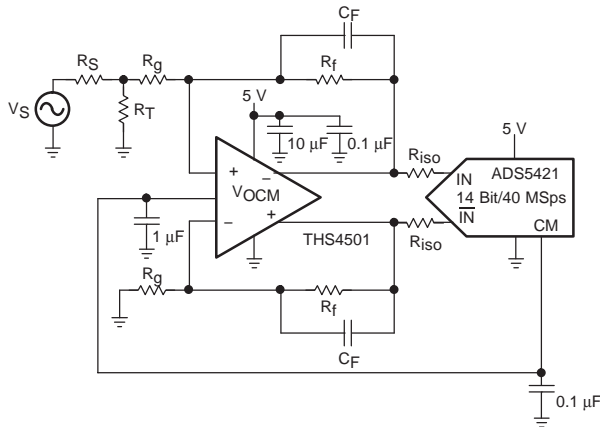 CF
RS
Rg
Rf
VS
RT
5 V
10 μF
0.1 μF
5 V
Riso
+
−
VOCM
IN
ADS5421
14 Bit/40 MSps
IN
CM
−
+
1 μF
THS4501
Riso
Rg
Rf
CF
0.1 μF